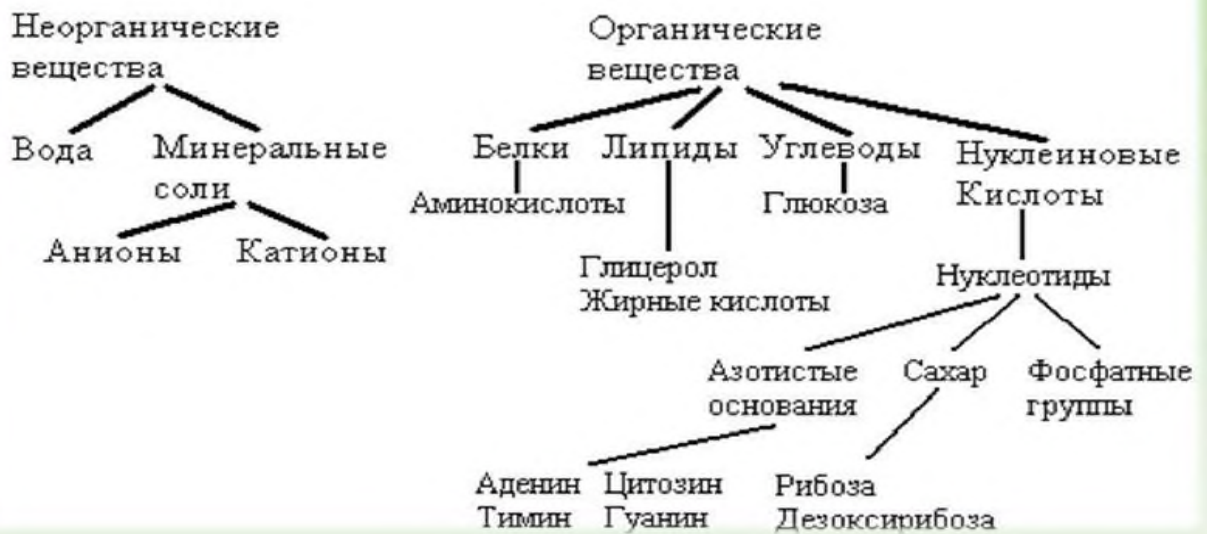 Неорганические
вещества
Органические
вещества
Вода
Минеральные
соли
Белки
Липиды
Углеводы
Нуклеиновые
Кислоты
Аминокислоты
Глюкоза
Анионы
Катионы
Глицерол
Жирные кислоты
Нуклеотиды
Азотистые
основания
Сахар
Фосфатные
группы
Аденин Цитозин
Тимин Гуанин
Рибоза
Дезоксирибоза